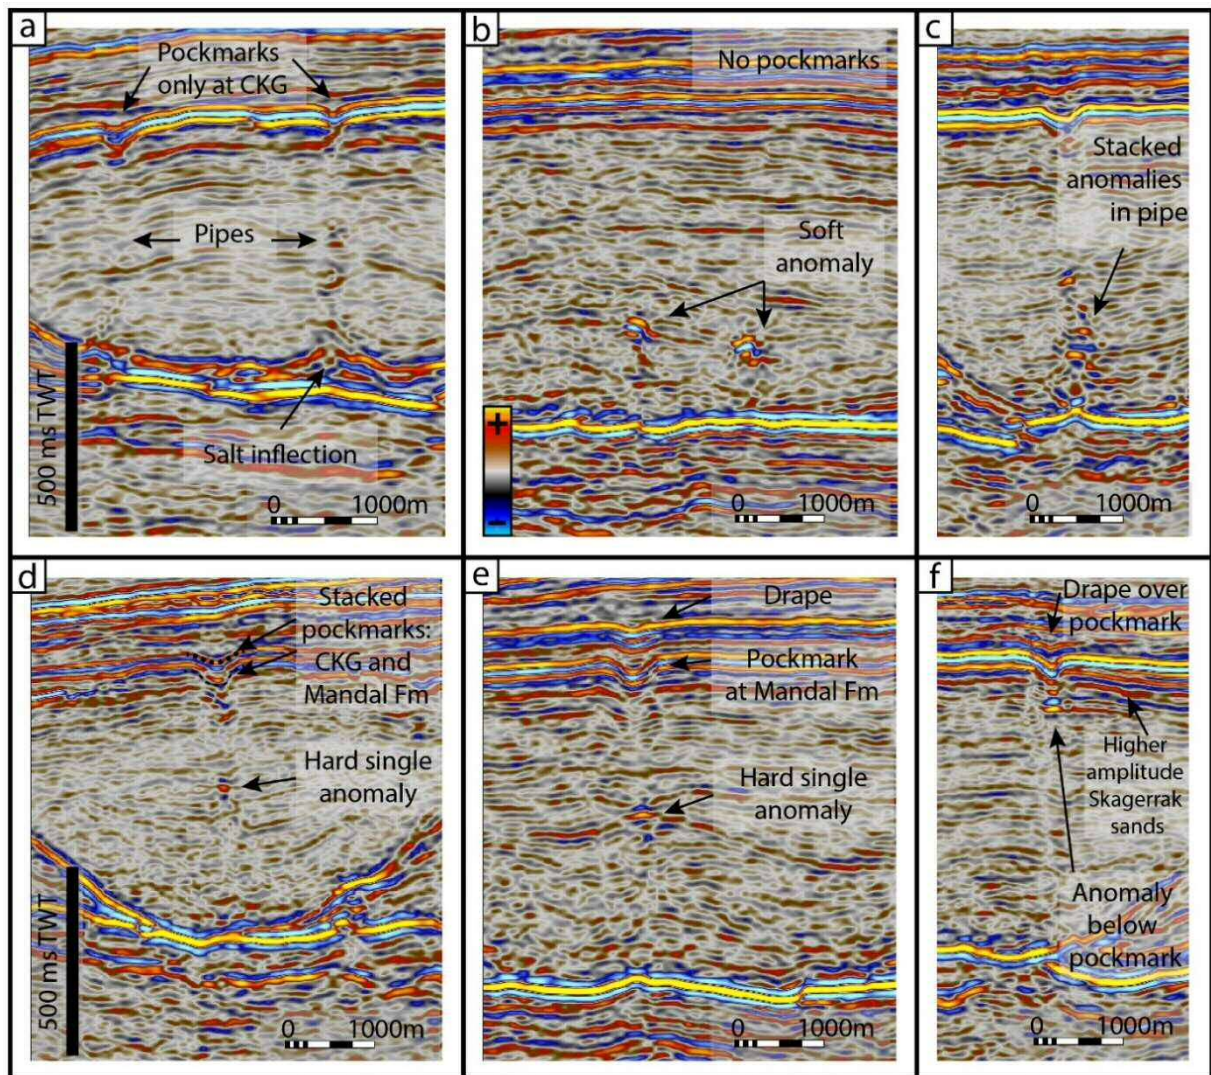 a
Pockmarks
only at CKG
Pipes
Salt inflection
500 ms TWT
0 1000m
b
No pockmarks
Soft
anomaly
+
−
0 1000m
c
Stacked
anomalies
in pipe
0 1000m
d
Stacked
pockmarks:
CKG and
Mandal Fm
Hard single
anomaly
500 ms TWT
0 1000m
e
Drape
Pockmark
at Mandal Fm
Hard single
anomaly
0 1000m
f
Drape over
pockmark
Higher
amplitude
Skagerrak
sands
Anomaly
below
pockmark
0 1000m